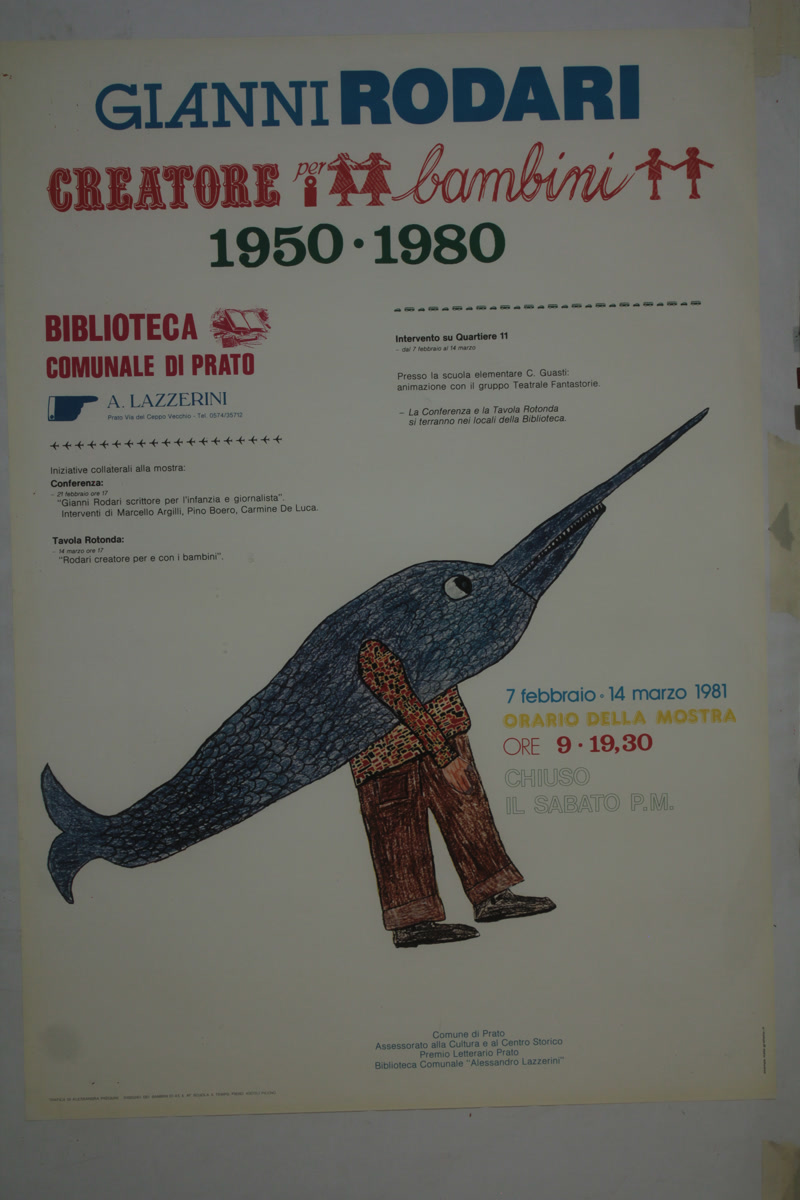 GIANNI RODARI
CREATORE per i bambini
1950 · 1980
BIBLIOTECA
COMUNALE DI PRATO
A. LAZZERINI
Prato Via del Ceppo Vecchio - Tel. 0574/35712
Iniziative collaterali alla mostra:
Conferenza:
- 21 febbraio ore 17
"Gianni Rodari scrittore per l'infanzia e giornalista".
Interventi di Marcello Argilli, Pino Boero, Carmine De Luca.
Tavola Rotonda:
- 14 marzo ore 17
"Rodari creatore per e con i bambini".
Intervento su Quartiere 11
- dal 7 febbraio al 14 marzo
Presso la scuola elementare C. Guasti:
animazione con il gruppo Teatrale Fantastorie.
- La Conferenza e la Tavola Rotonda
si terranno nei locali della Biblioteca.
7 febbraio - 14 marzo 1981
ORARIO DELLA MOSTRA
ORE 9 · 19,30
CHIUSO
IL SABATO P.M.
Comune di Prato
Assessorato alla Cultura e al Centro Storico
Premio Letterario Prato
Biblioteca Comunale "Alessandro Lazzerini"